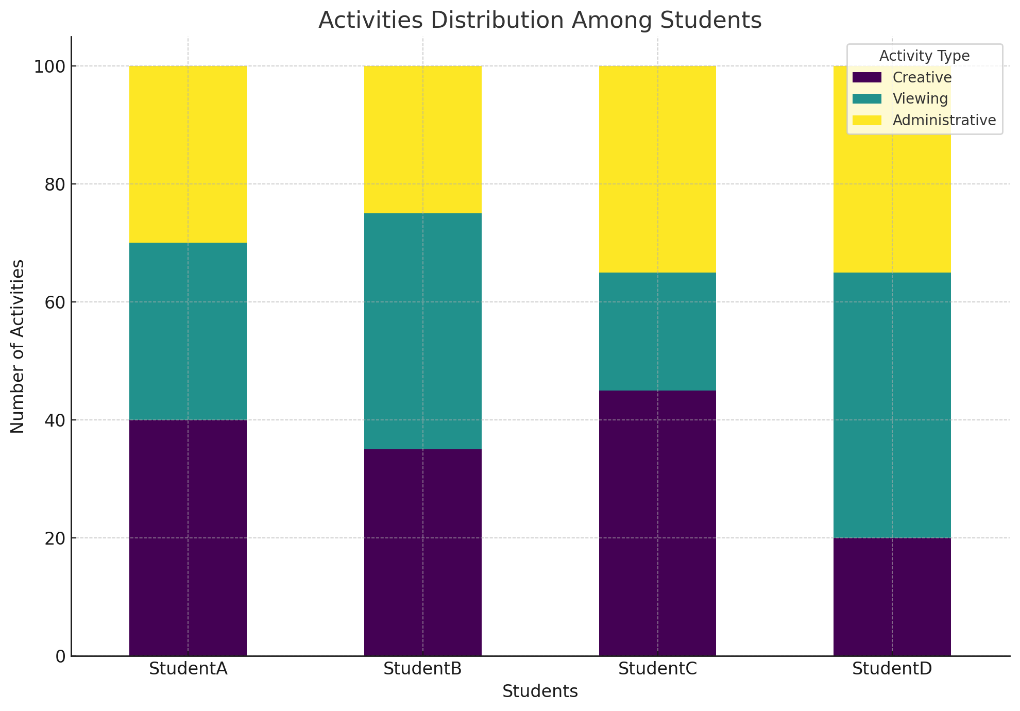 Activities Distribution Among Students
Activity Type
Creative
Viewing
Administrative
Number of Activities
100
80
60
40
20
0
StudentA StudentB StudentC StudentD
Students